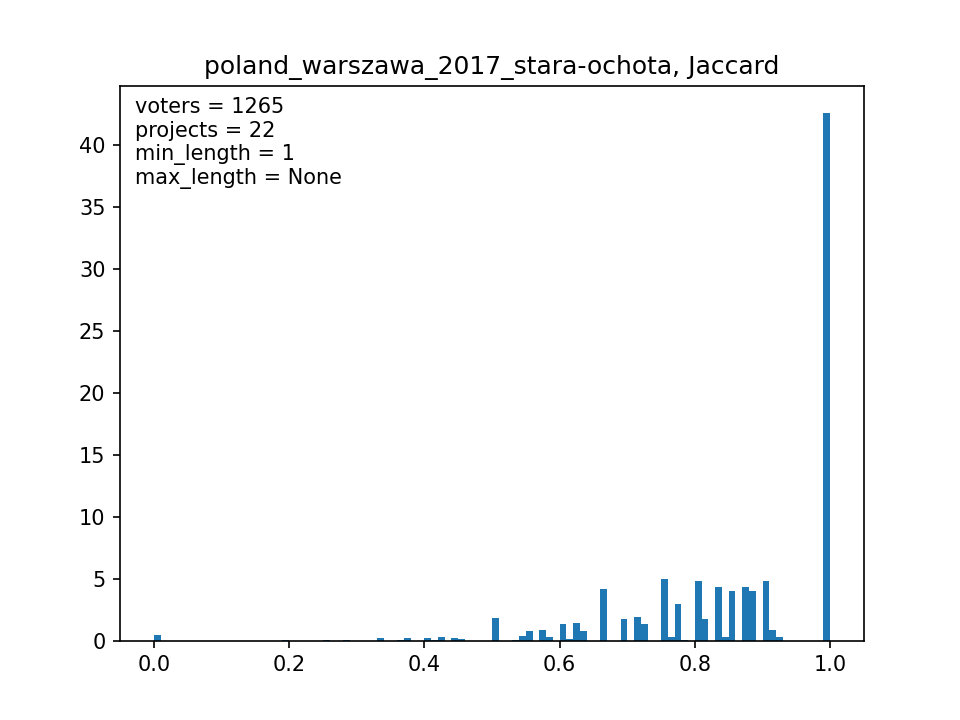 poland_warszawa_2017_stara-ochota, Jaccard
voters = 1265
projects = 22
min_length = 1
max_length = None
40
35
30
25
20
15
10
5
0
0.0 0.2 0.4 0.6 0.8 1.0